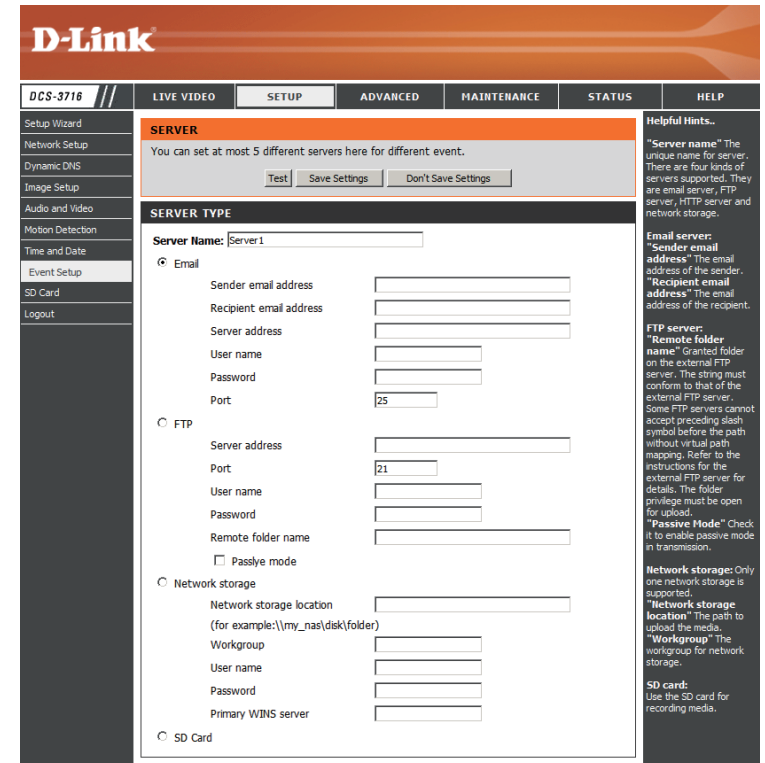 D-Link
DCS-3716
LIVE VIDEO
SETUP
ADVANCED
MAINTENANCE
STATUS
HELP
Setup Wizard
Network Setup
Dynamic DNS
Image Setup
Audio and Video
Motion Detection
Time and Date
Event Setup
SD Card
Logout
SERVER
You can set at most 5 different servers here for different event.
Test
Save Settings
Don't Save Settings
SERVER TYPE
Server Name: Server1
Email
Sender email address
Recipient email address
Server address
User name
Password
Port 25
FTP
Server address
Port 21
User name
Password
Remote folder name
Passlye mode
Network storage
Network storage location
(for example:\\my_nas\disk\folder)
Workgroup
User name
Password
Primary WINS server
SD Card
Helpful Hints..
"Server name" The
unique name for server.
There are four kinds of
servers supported. They
are email server, FTP
server, HTTP server and
network storage.
Email server:
"Sender email
address" The email
address of the sender.
"Recipient email
address" The email
address of the recipient.
FTP server:
"Remote folder
name" Granted folder
on the external FTP
server. The string must
conform to that of the
external FTP server.
Some FTP servers cannot
accept preceding slash
symbol before the path
without virtual path
mapping. Refer to the
instructions for the
external FTP server for
details. The folder
privilege must be open
for upload.
"Passive Mode" Check
it to enable passive mode
in transmission.
Network storage: Only
one network storage is
supported.
"Network storage
location" The path to
upload the media.
"Workgroup" The
workgroup for network
storage.
SD card:
Use the SD card for
recording media.